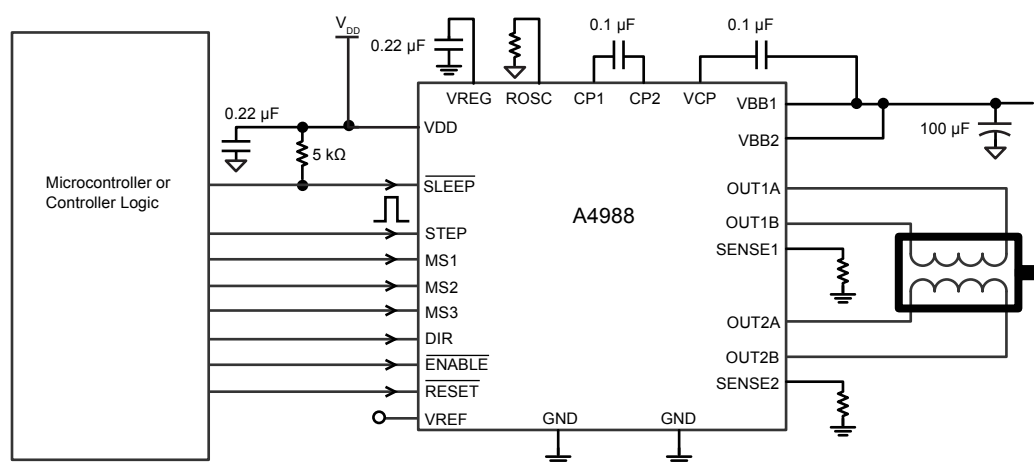 V_DD
0.22 µF
0.1 µF
0.1 µF
VREG
ROSC
CP1
CP2
VCP
0.22 µF
VDD
5 kΩ
Microcontroller or
Controller Logic
SLEEP
STEP
MS1
MS2
MS3
DIR
ENABLE
RESET
VREF
A4988
GND
GND
VBB1
VBB2
100 µF
OUT1A
OUT1B
SENSE1
OUT2A
OUT2B
SENSE2